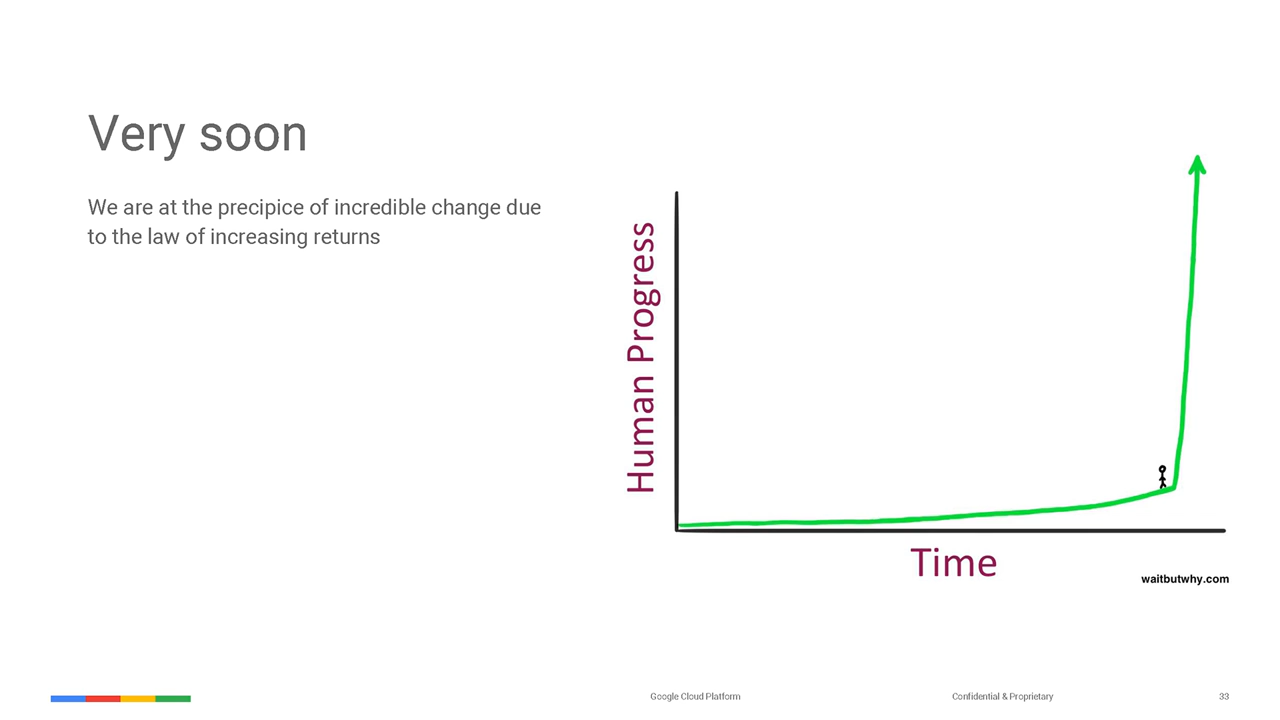 Very soon
We are at the precipice of incredible change due
to the law of increasing returns
Human Progress
Time
waitbutwhy.com
Google Cloud Platform
Confidential & Proprietary
33